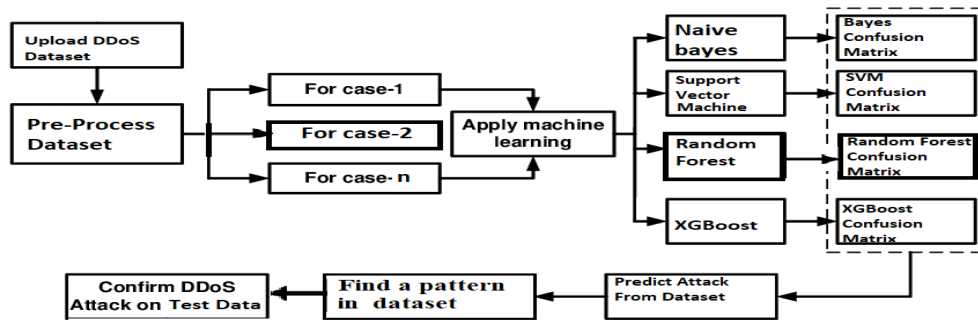 Upload DDoS
Dataset
Pre-Process
Dataset
For case-1
For case-2
For case-n
Apply machine
learning
Naive
bayes
Support
Vector
Machine
Random
Forest
XGBoost
Bayes
Confusion
Matrix
SVM
Confusion
Matrix
Random Forest
Confusion
Matrix
XGBoost
Confusion
Matrix
Predict Attack
From Dataset
Find a pattern
in dataset
Confirm DDoS
Attack on Test Data